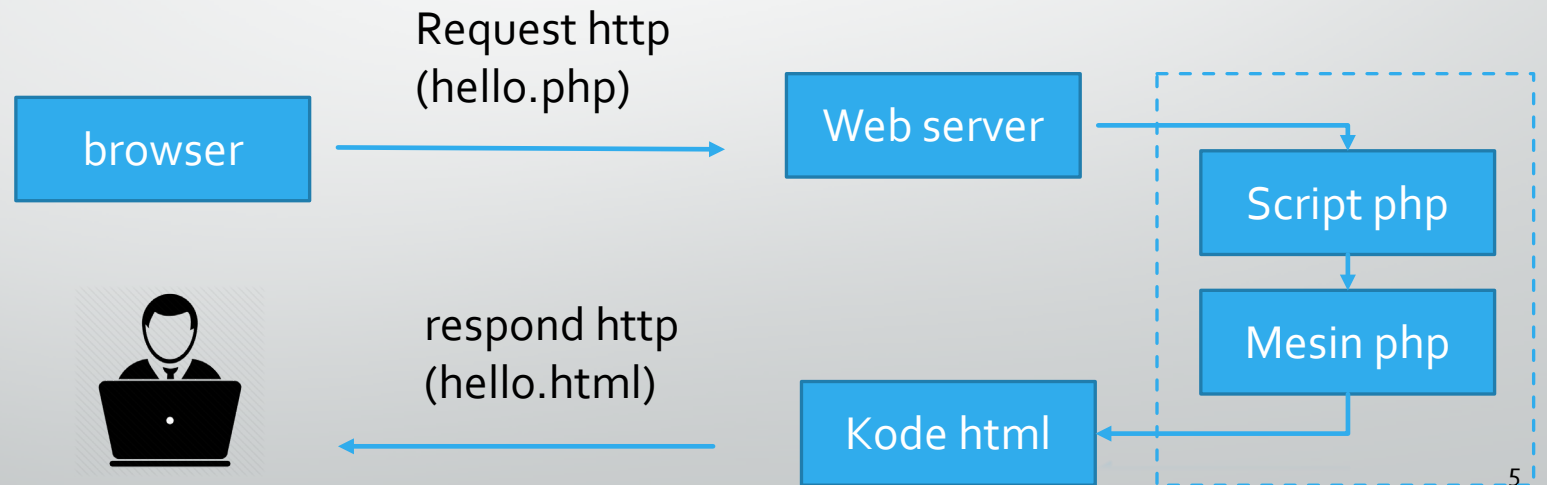 Request http
(hello.php)
browser
Web server
Script php
Mesin php
respond http
(hello.html)
Kode html
5